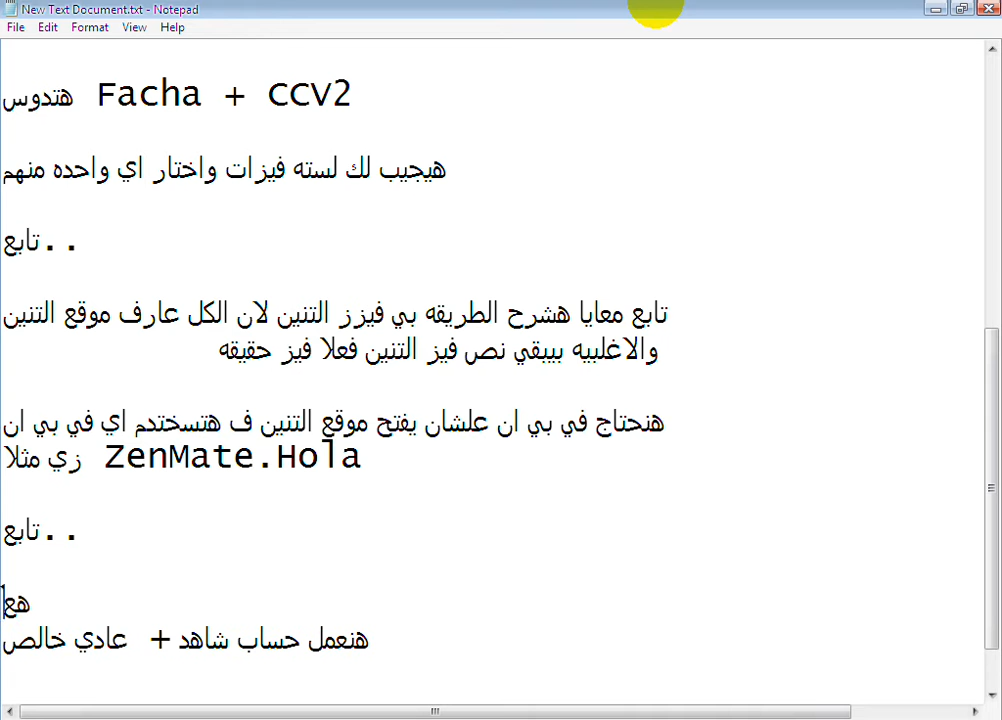 New Text Document.txt - Notepad
File Edit Format View Help
هتدوس Facha + CCV2
هيجيب لك لسته فيزات واختار اي واحده منهم
تابع..
تابع معايا هشرح الطريقه بي فيزز التنين لان الكل عارف موقع التنين
والاغلبيه بيبقي نص فيز التنين فعلا فيز حقيقه
هنحتاج في بي ان علشان يفتح موقع التنين ف هتسختدم اي في بي ان
زي مثلا ZenMate.Hola
تابع..
هع
هنعمل حساب شاهد + عادي خالص